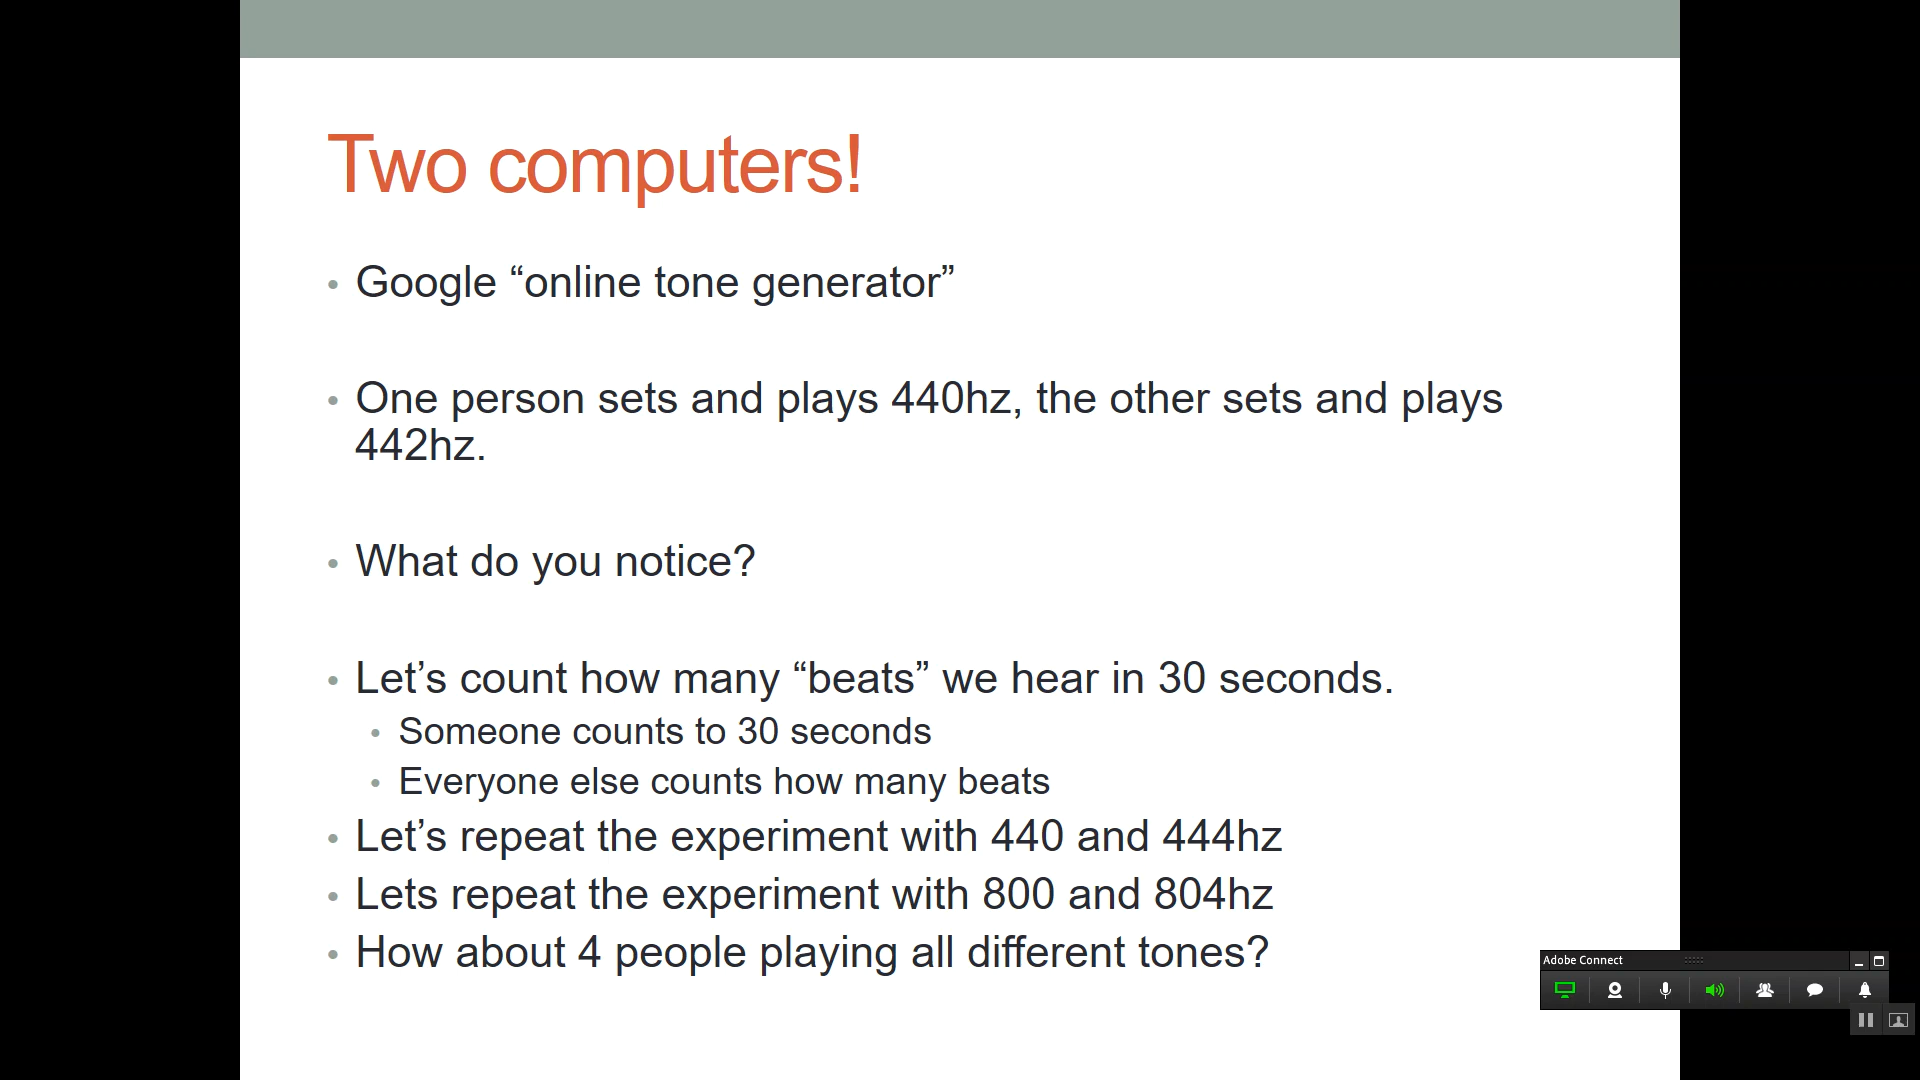 Two computers!
• Google “online tone generator”
• One person sets and plays 440hz, the other sets and plays
442hz.
• What do you notice?
• Let’s count how many “beats” we hear in 30 seconds.
• Someone counts to 30 seconds
• Everyone else counts how many beats
• Let’s repeat the experiment with 440 and 444hz
• Lets repeat the experiment with 800 and 804hz
• How about 4 people playing all different tones?
Adobe Connect